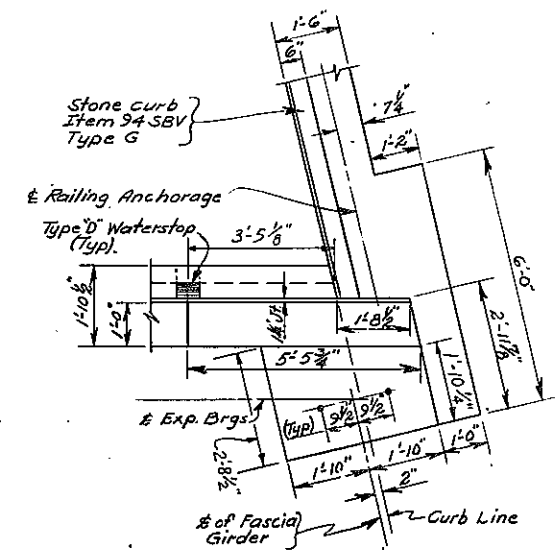 1'-6"
6"
7¼"
1'-2"
Stone curb
Item 94 SBV
Type G
℄ Railing Anchorage
Type "D" Waterstop
(Typ).
3'-5⅛"
6'-0"
1'-10½"
1'-0"
1'-8½"
2'-11⅞"
5'-5¾"
1'-10¼"
℄ Exp. Brgs
(Typ)
9½"
9½"
2'-8½"
1'-10"
1'-10"
1'-0"
2"
℄ of Fascia
Girder
Curb Line